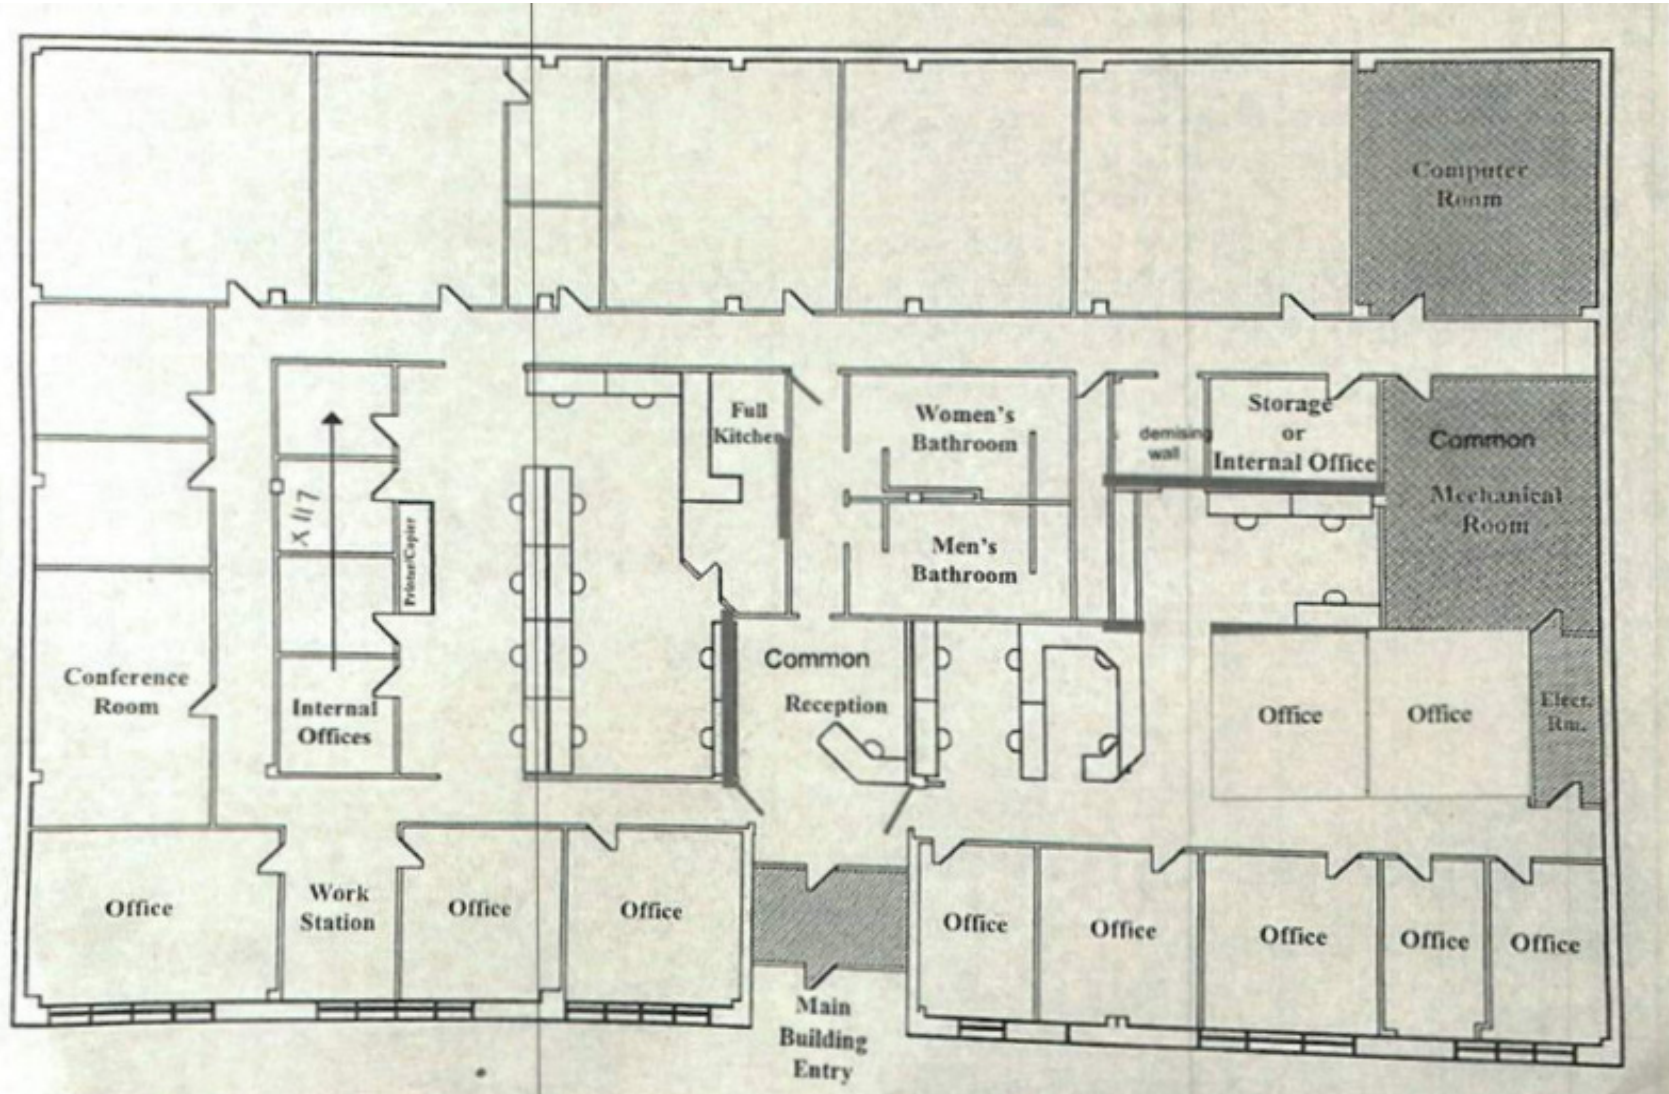 Computer
Room
Full
Kitchen
Women's
Bathroom
demising
wall
Storage
or
Internal Office
Common
Mechanical
Room
Printer/Copier
Men's
Bathroom
Conference
Room
Internal
Offices
Common
Reception
Office
Office
Elect.
Rm.
Office
Work
Station
Office
Office
Office
Office
Office
Office
Office
Main
Building
Entry